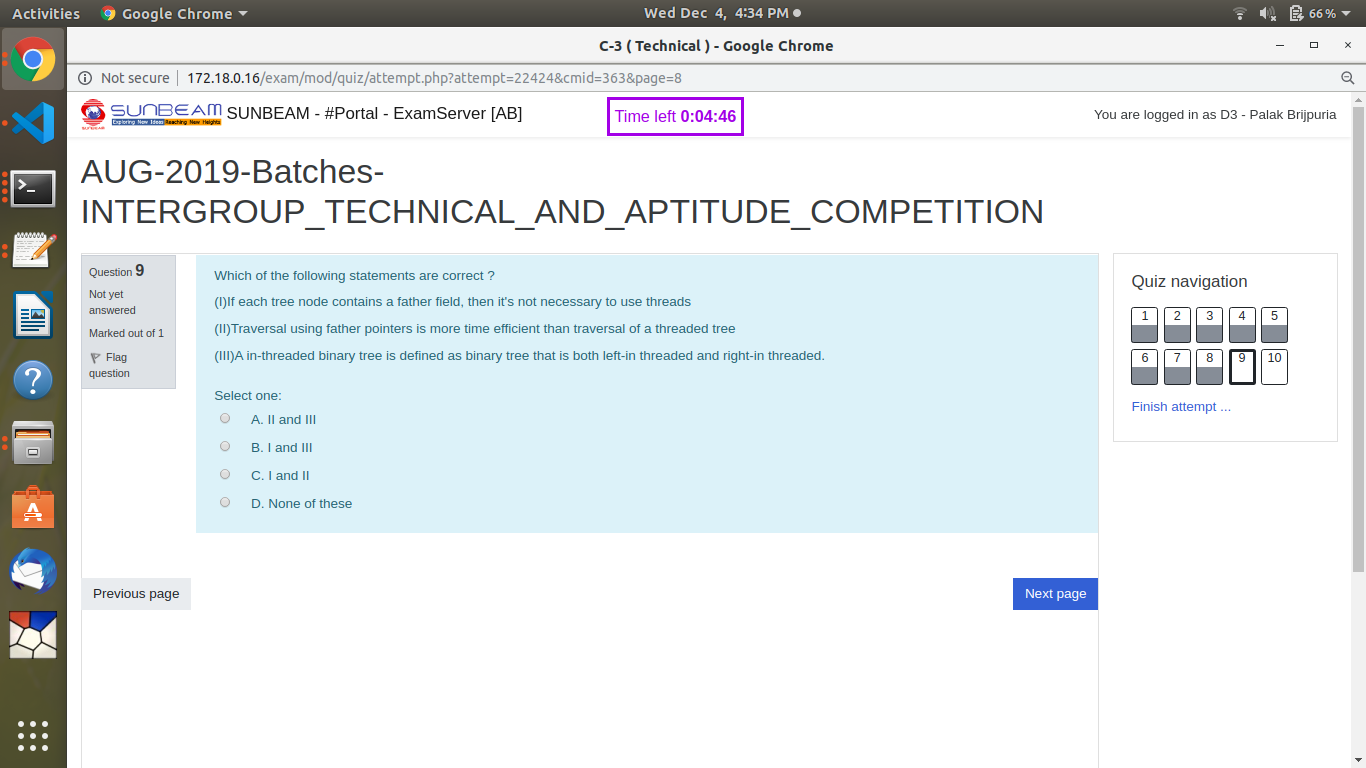 Activities
Google Chrome
Wed Dec 4, 4:34 PM
66%
C-3 ( Technical ) - Google Chrome
Not secure
172.18.0.16/exam/mod/quiz/attempt.php?attempt=22424&cmid=363&page=8
SUNBEAM
SUNBEAM
Exploring New Ideas Reaching New Heights
SUNBEAM - #Portal - ExamServer [AB]
Time left 0:04:46
You are logged in as D3 - Palak Brijpuria
AUG-2019-Batches-
INTERGROUP_TECHNICAL_AND_APTITUDE_COMPETITION
Question 9
Not yet
answered
Marked out of 1
Flag
question
Which of the following statements are correct ?
(I)If each tree node contains a father field, then it's not necessary to use threads
(II)Traversal using father pointers is more time efficient than traversal of a threaded tree
(III)A in-threaded binary tree is defined as binary tree that is both left-in threaded and right-in threaded.
Select one:
A. II and III
B. I and III
C. I and II
D. None of these
Previous page
Next page
Quiz navigation
1 2 3 4 5
6 7 8 9 10
Finish attempt ...